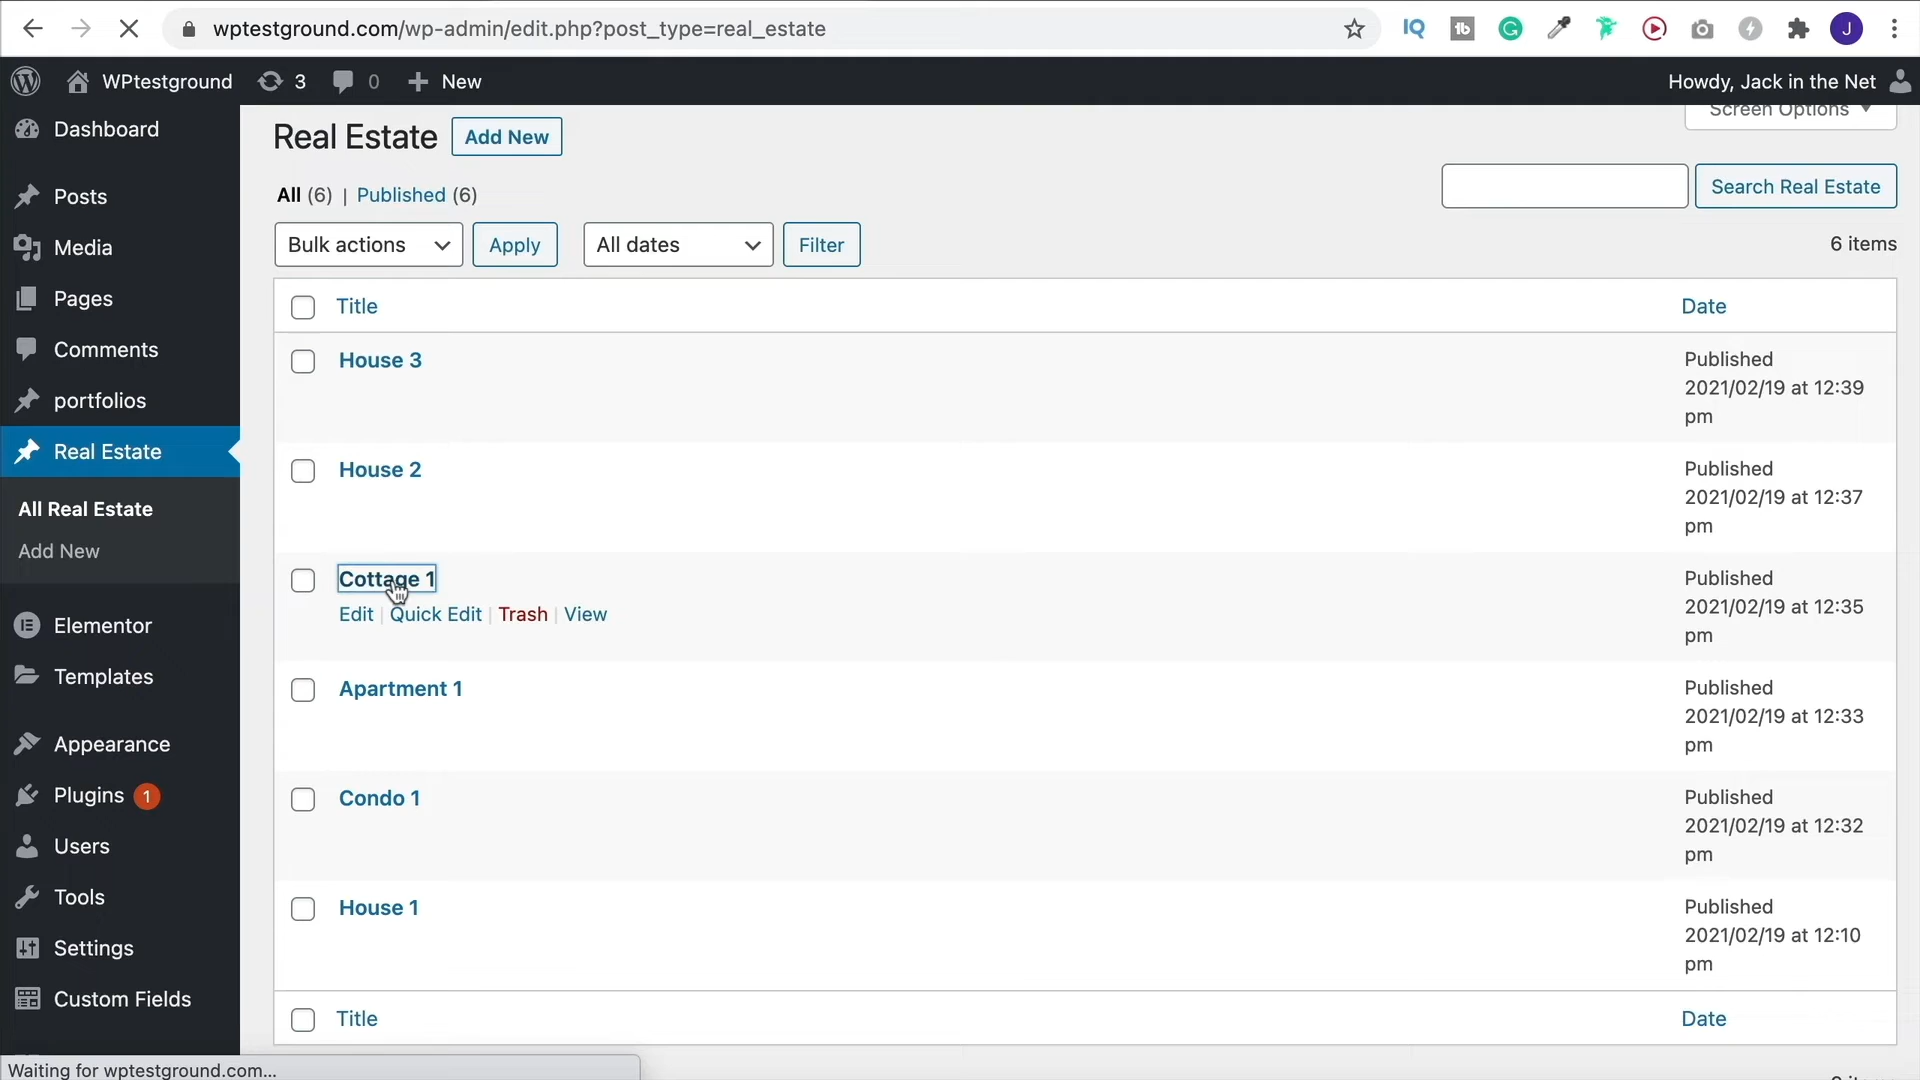 wptestground.com/wp-admin/edit.php?post_type=real_estate
IQ
tb
G
J
WPtestground
3
0
New
Howdy, Jack in the Net
Dashboard
Posts
Media
Pages
Comments
portfolios
Real Estate
All Real Estate
Add New
Elementor
Templates
Appearance
Plugins 1
Users
Tools
Settings
Custom Fields
Screen Options
Real Estate Add New
All (6) | Published (6)
Search Real Estate
Bulk actions Apply All dates Filter
6 items
Title Date
House 3
Published
2021/02/19 at 12:39
pm
House 2
Published
2021/02/19 at 12:37
pm
Cottage 1
Edit | Quick Edit | Trash | View
Published
2021/02/19 at 12:35
pm
Apartment 1
Published
2021/02/19 at 12:33
pm
Condo 1
Published
2021/02/19 at 12:32
pm
House 1
Published
2021/02/19 at 12:10
pm
Title Date
Waiting for wptestground.com...